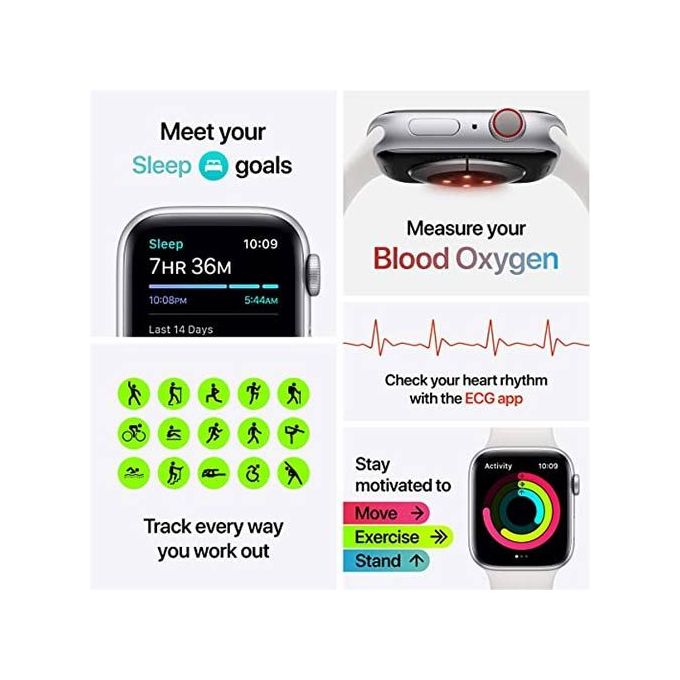 Meet your
Sleep goals
Sleep 10:09
7HR 36M
10:08PM 5:44AM
Last 14 Days
Measure your
Blood Oxygen
Check your heart rhythm
with the ECG app
Track every way
you work out
Stay
motivated to
Move
Exercise
Stand
Activity 10:09